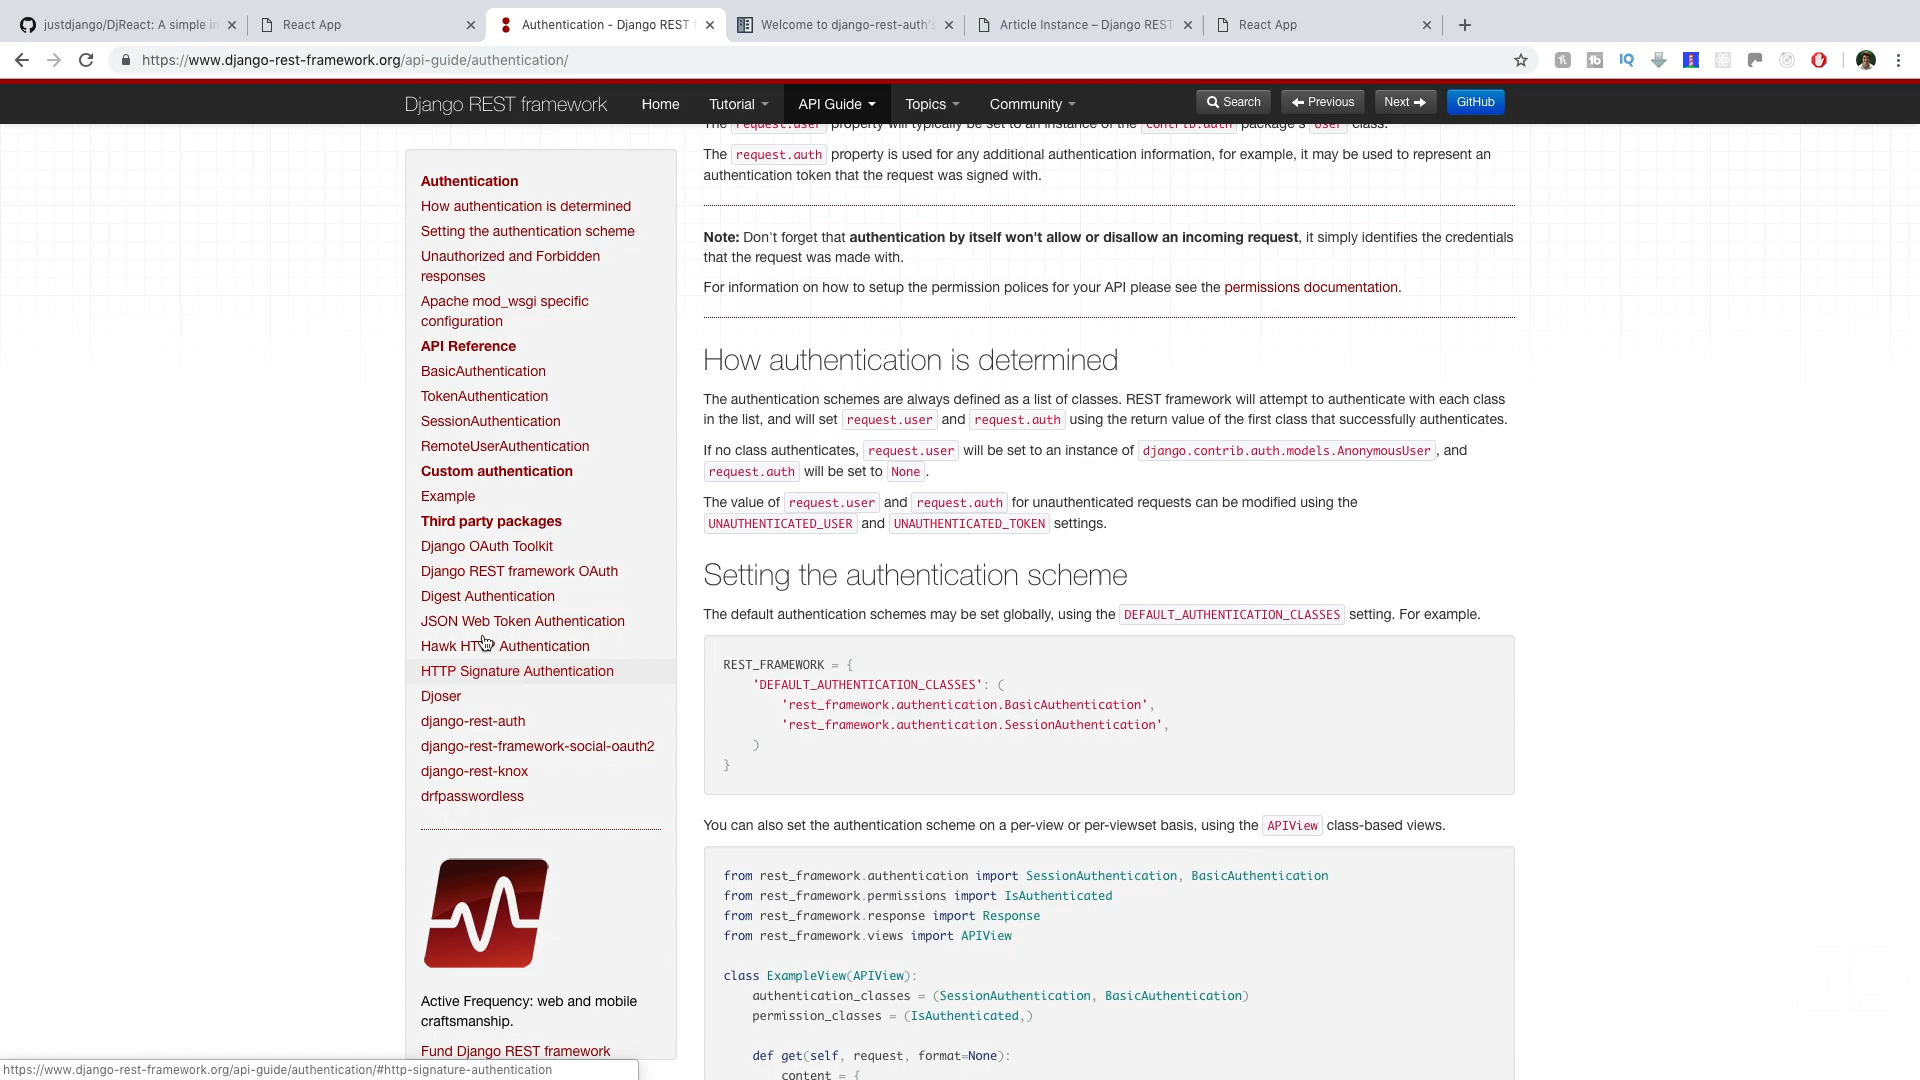 justdjango/DjReact: A simple in
React App
Authentication - Django REST f
Welcome to django-rest-auth's
Article Instance – Django REST
React App
https://www.django-rest-framework.org/api-guide/authentication/
Django REST framework
Home
Tutorial
API Guide
Topics
Community
Search
Previous
Next
GitHub
Authentication
How authentication is determined
Setting the authentication scheme
Unauthorized and Forbidden
responses
Apache mod_wsgi specific
configuration
API Reference
BasicAuthentication
TokenAuthentication
SessionAuthentication
RemoteUserAuthentication
Custom authentication
Example
Third party packages
Django OAuth Toolkit
Django REST framework OAuth
Digest Authentication
JSON Web Token Authentication
Hawk HTTP Authentication
HTTP Signature Authentication
Djoser
django-rest-auth
django-rest-framework-social-oauth2
django-rest-knox
drfpasswordless
Active Frequency: web and mobile
craftsmanship.
Fund Django REST framework
The request.user property will typically be set to an instance of the contrib.auth package's User class.
The request.auth property is used for any additional authentication information, for example, it may be used to represent an
authentication token that the request was signed with.
Note: Don't forget that authentication by itself won't allow or disallow an incoming request, it simply identifies the credentials
that the request was made with.
For information on how to setup the permission polices for your API please see the permissions documentation.
How authentication is determined
The authentication schemes are always defined as a list of classes. REST framework will attempt to authenticate with each class
in the list, and will set request.user and request.auth using the return value of the first class that successfully authenticates.
If no class authenticates, request.user will be set to an instance of django.contrib.auth.models.AnonymousUser, and
request.auth will be set to None.
The value of request.user and request.auth for unauthenticated requests can be modified using the
UNAUTHENTICATED_USER and UNAUTHENTICATED_TOKEN settings.
Setting the authentication scheme
The default authentication schemes may be set globally, using the DEFAULT_AUTHENTICATION_CLASSES setting. For example.
REST_FRAMEWORK = {
'DEFAULT_AUTHENTICATION_CLASSES': (
'rest_framework.authentication.BasicAuthentication',
'rest_framework.authentication.SessionAuthentication',
)
}
You can also set the authentication scheme on a per-view or per-viewset basis, using the APIView class-based views.
from rest_framework.authentication import SessionAuthentication, BasicAuthentication
from rest_framework.permissions import IsAuthenticated
from rest_framework.response import Response
from rest_framework.views import APIView
class ExampleView(APIView):
authentication_classes = (SessionAuthentication, BasicAuthentication)
permission_classes = (IsAuthenticated,)
def get(self, request, format=None):
content = {
https://www.django-rest-framework.org/api-guide/authentication/#http-signature-authentication